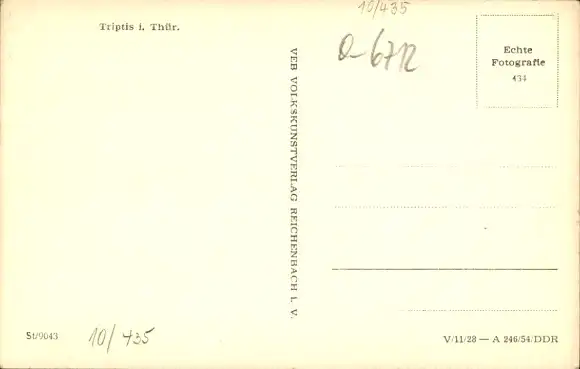 10/435
Triptis i. Thür.
Echte
Fotografie
434
VEB VOLKSKUNSTVERLAG REICHENBACH I. V.
St/9043
10/435
V/11/28 — A 246/54/DDR